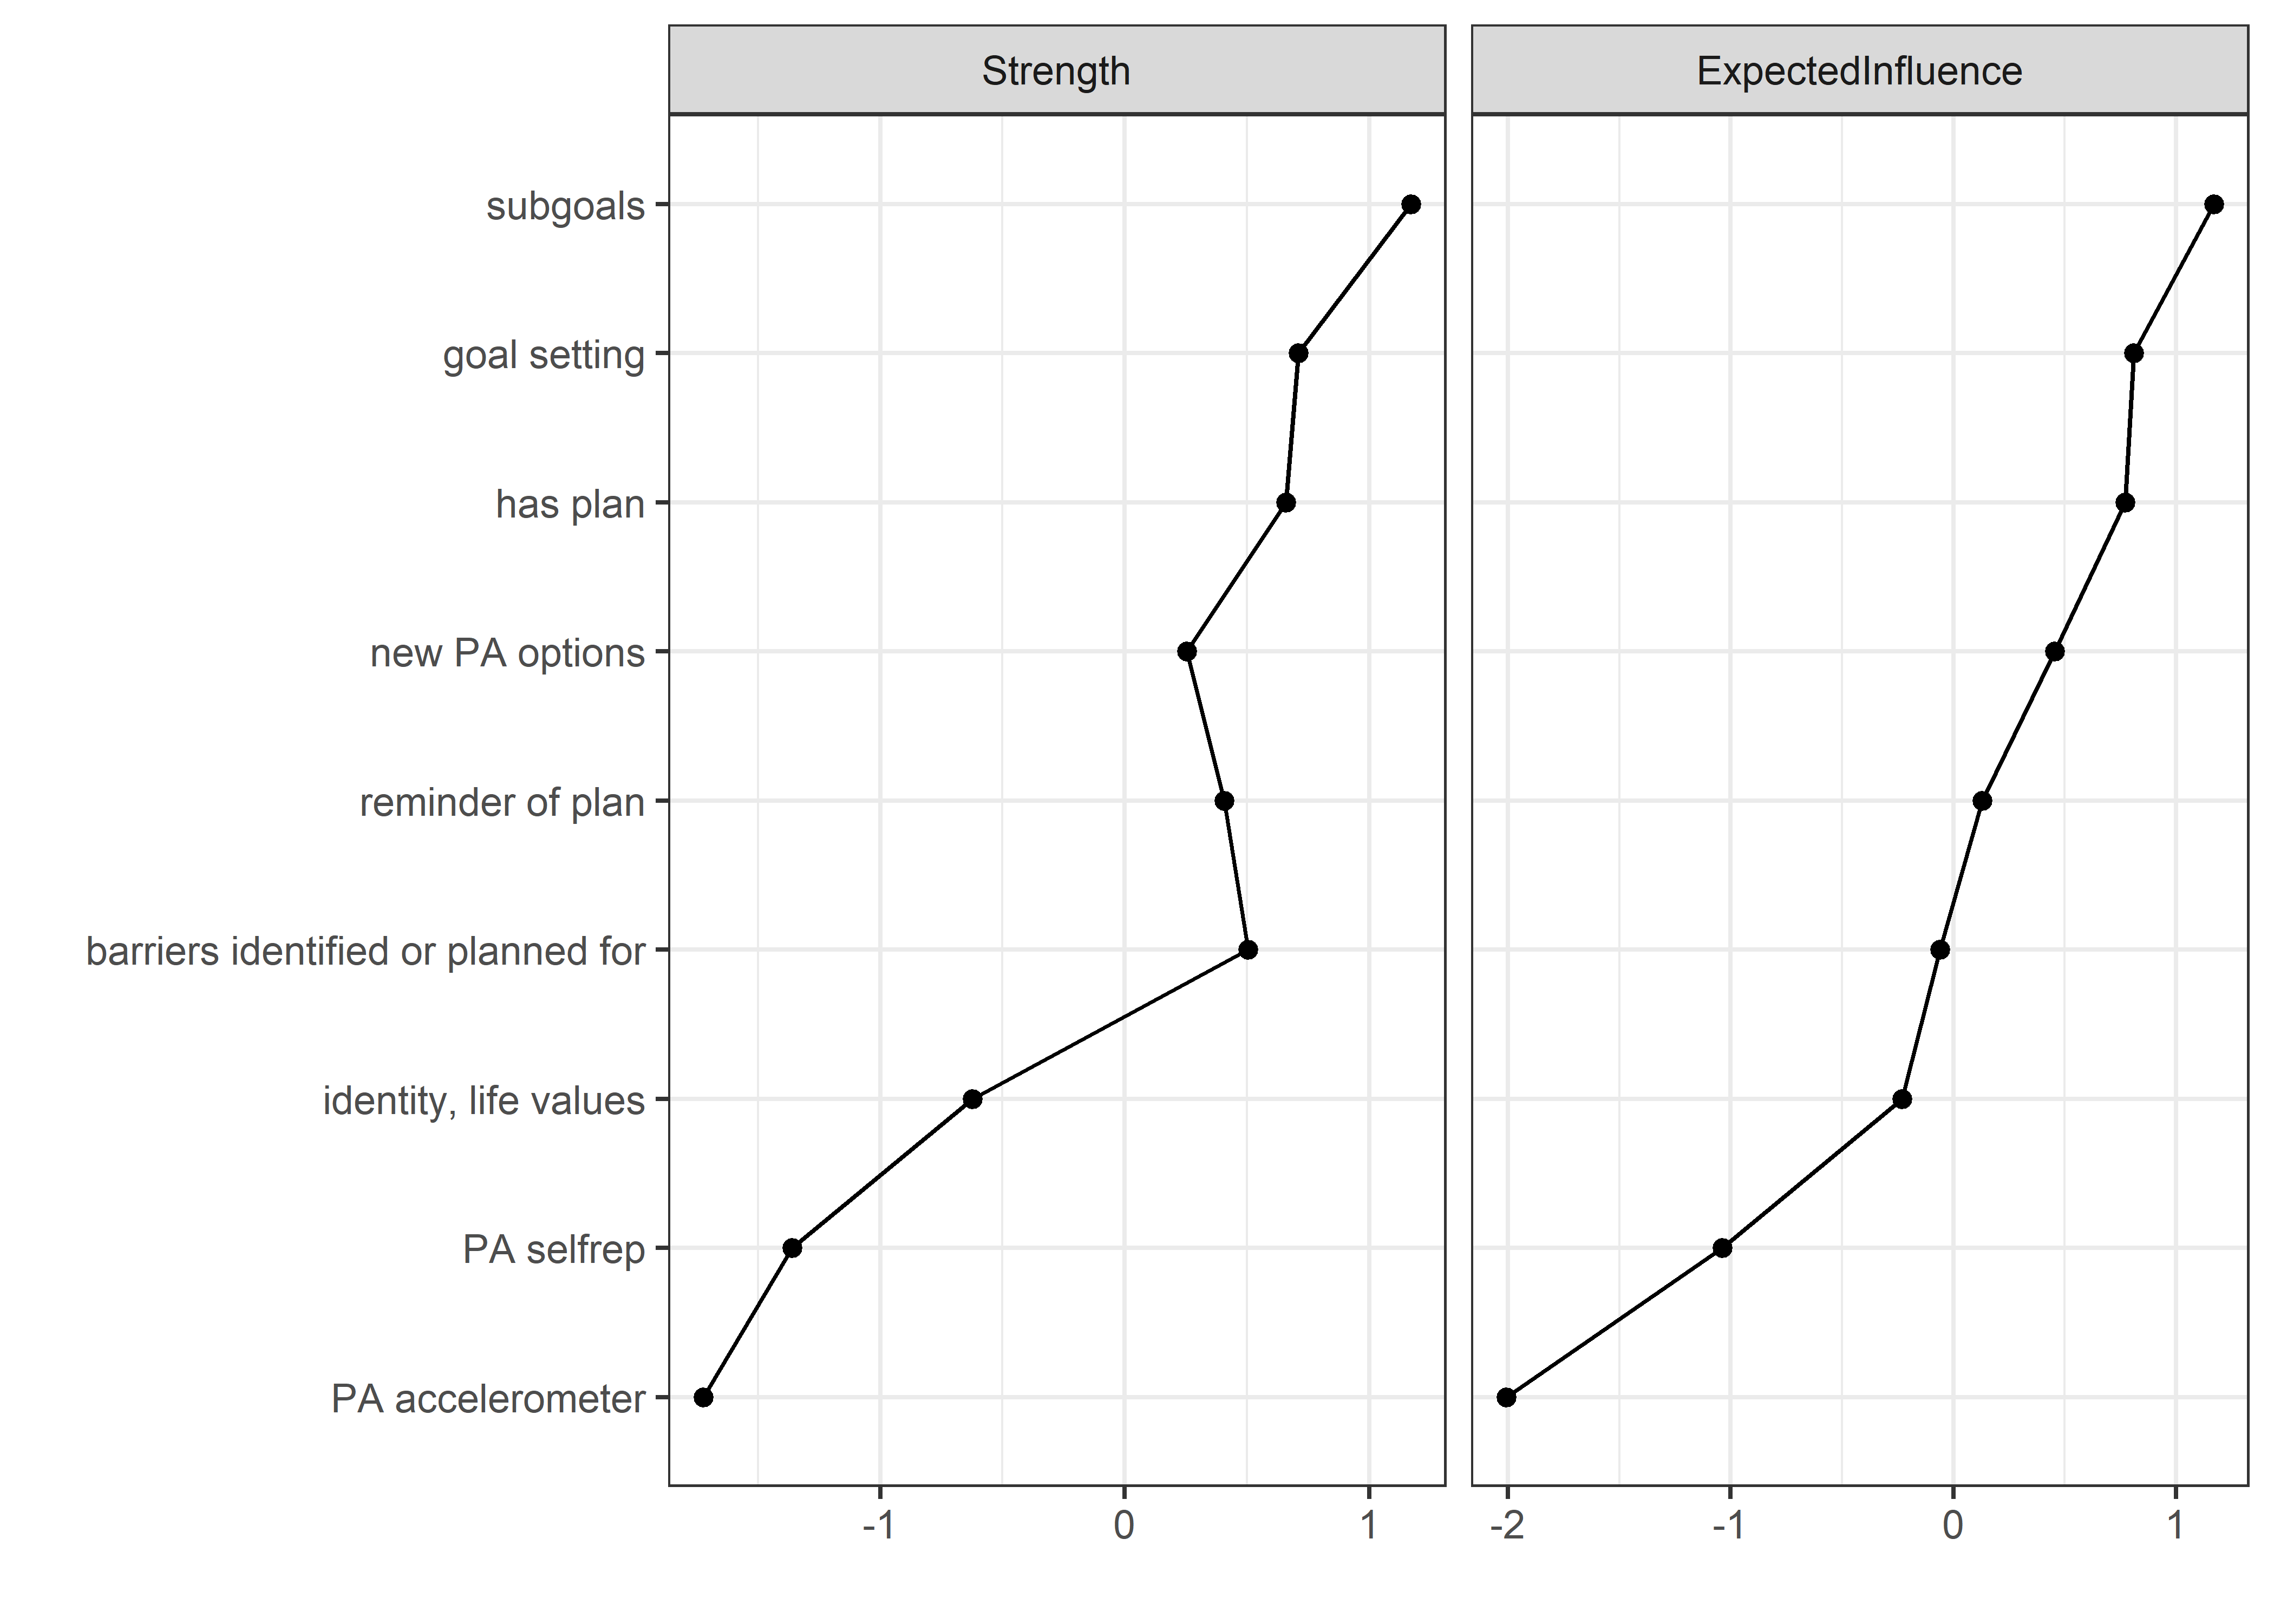 Strength
ExpectedInfluence
subgoals
goal setting
has plan
new PA options
reminder of plan
barriers identified or planned for
identity, life values
PA selfrep
PA accelerometer
-1 0 1
-2 -1 0 1